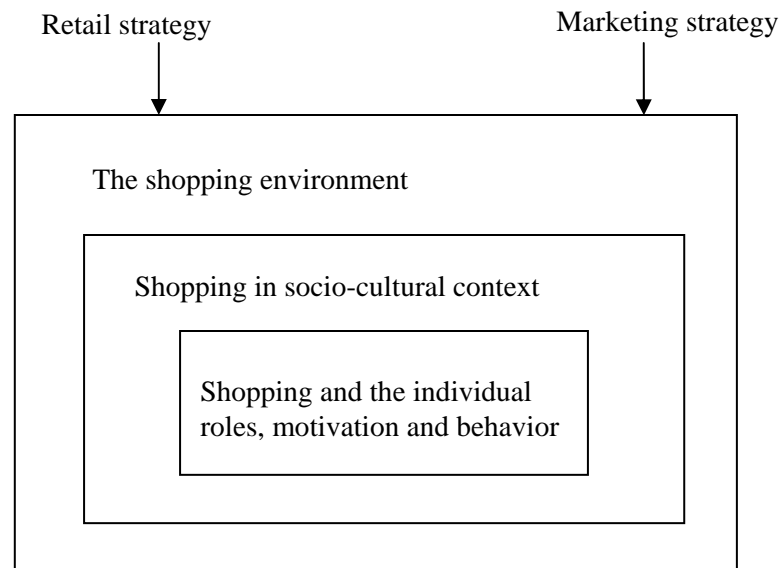 Retail strategy
Marketing strategy
The shopping environment
Shopping in socio-cultural context
Shopping and the individual
roles, motivation and behavior